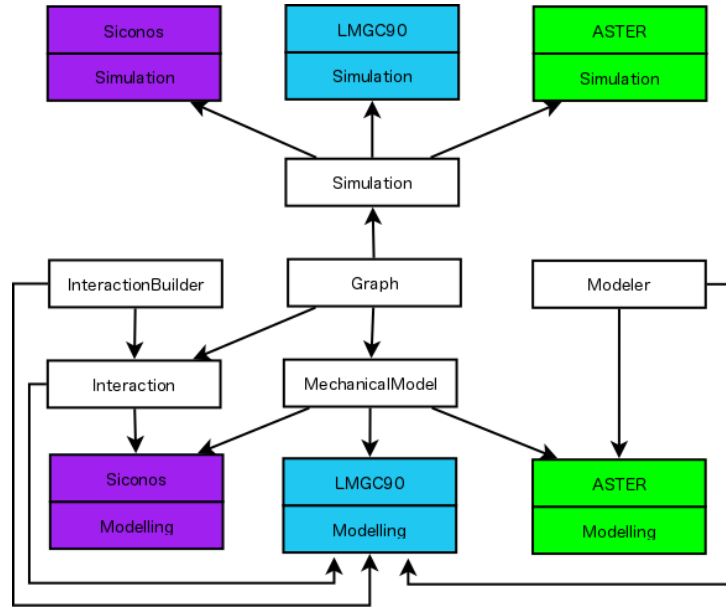 Siconos
Simulation
LMGC90
Simulation
ASTER
Simulation
Simulation
InteractionBuilder
Graph
Modeler
Interaction
MechanicalModel
Siconos
Modelling
LMGC90
Modelling
ASTER
Modelling